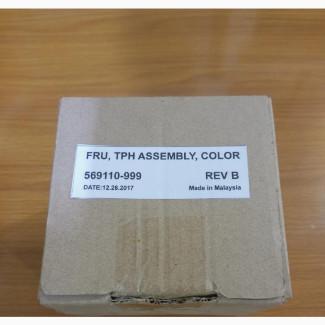 FRU, TPH ASSEMBLY, COLOR
569110-999 REV B
DATE:12.28.2017 Made in Malaysia